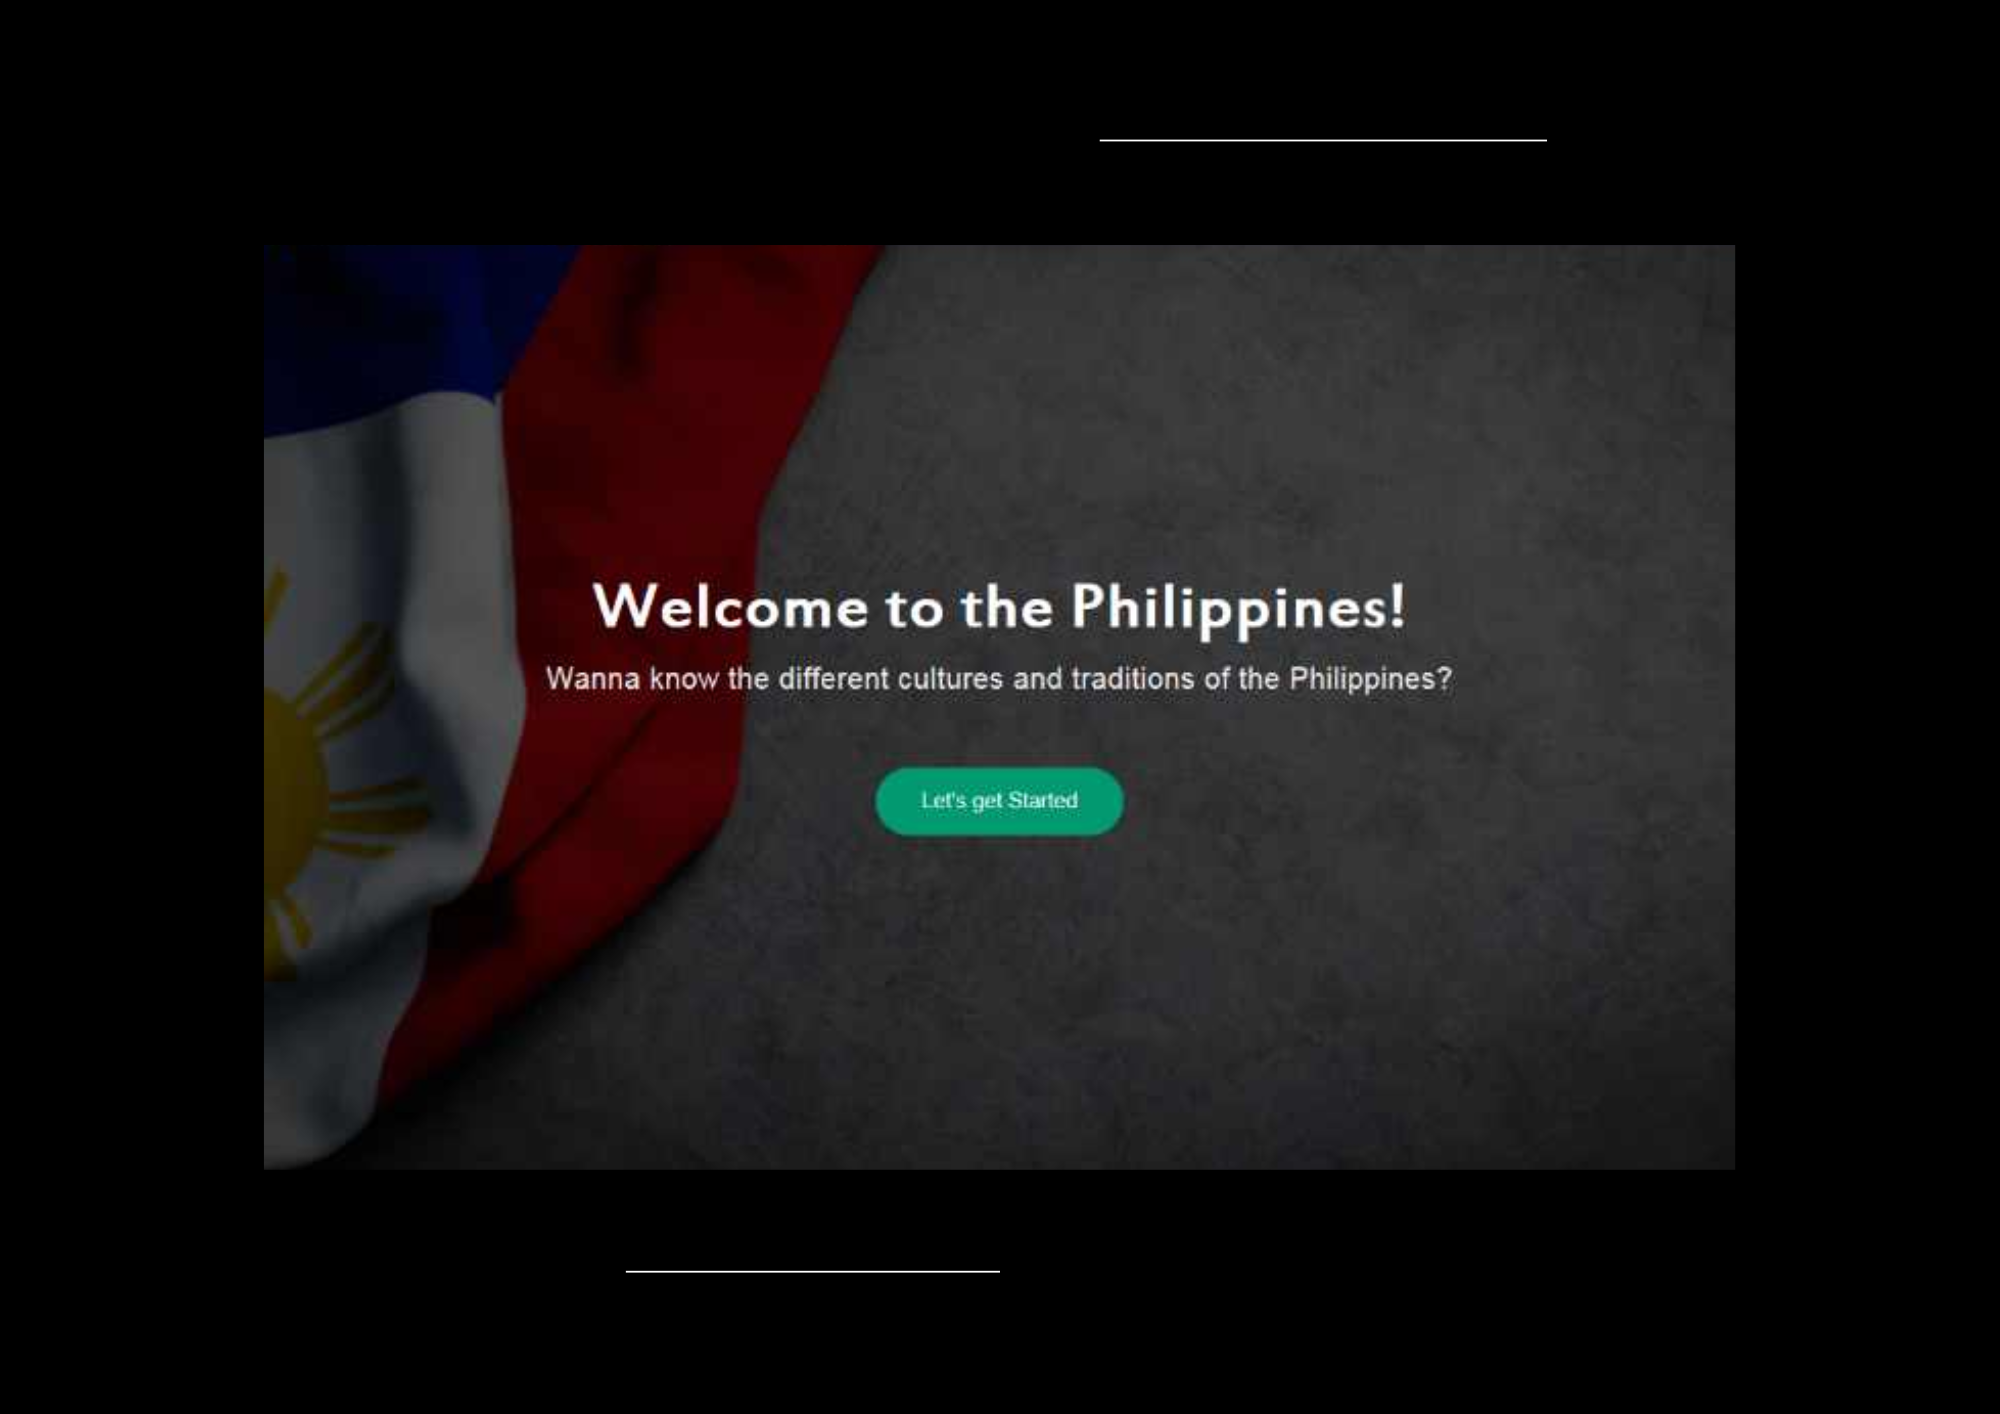 Welcome to the Philippines!
Wanna know the different cultures and traditions of the Philippines?
Let's get Started